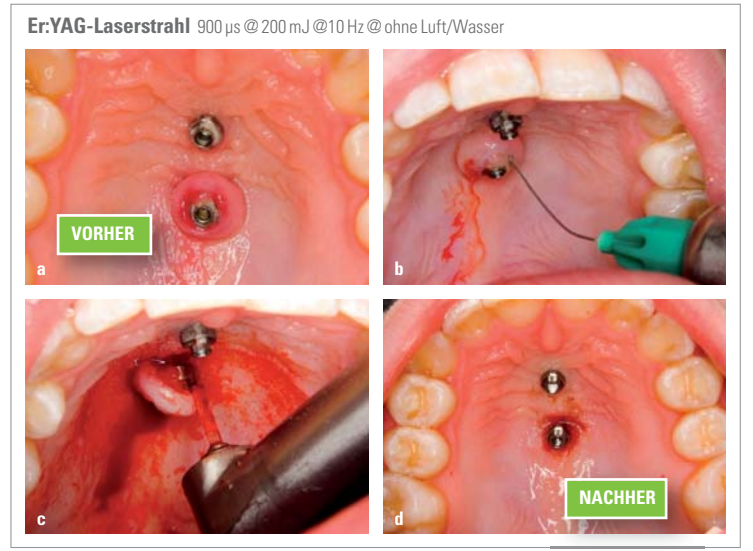 Er:YAG-Laserstrahl 900 µs @ 200 mJ @10 Hz @ ohne Luft/Wasser
VORHER
a
b
c
NACHHER
d